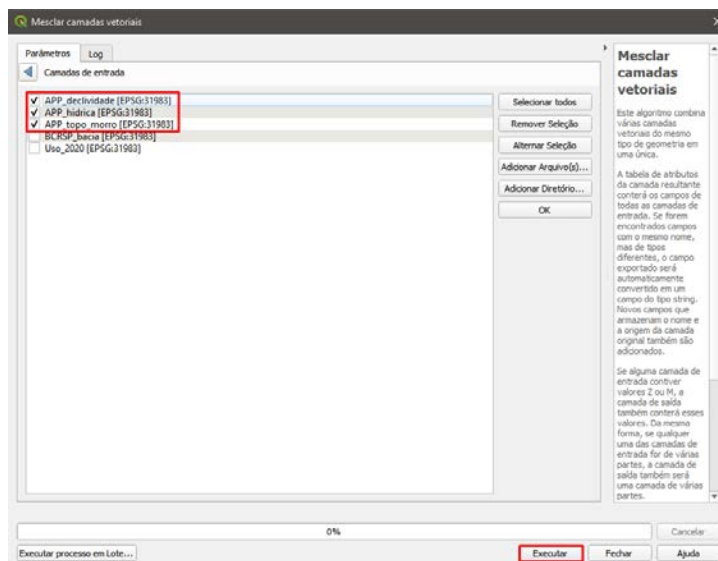 Mesclar camadas vetoriais
Parâmetros
Log
Camadas de entrada
APP_declividade [EPSG:31983]
APP_hidrica [EPSG:31983]
APP_topo_morro [EPSG:31983]
BCRSP_bacia [EPSG:31983]
Uso_2020 [EPSG:31983]
Selecionar todos
Remover Seleção
Alternar Seleção
Adicionar Arquivo(s)...
Adicionar Diretório...
OK
Mesclar
camadas
vetoriais
Este algoritmo combina
várias camadas
vetoriais do mesmo
tipo de geometria em
uma única.
A tabela de atributos
da camada resultante
conterá os campos de
todas as camadas de
entrada. Se forem
encontrados campos
com o mesmo nome,
mas de tipos
diferentes, o campo
exportado será
automaticamente
convertido em um
campo do tipo string.
Novos campos que
armazenam o nome e
a origem da camada
original também são
adicionados.
Se alguma camada de
entrada contiver
valores Z ou M, a
camada de saída
também conterá esses
valores. Da mesma
forma, se qualquer
uma das camadas de
entrada for de várias
partes, a camada de
saída também será
uma camada de várias
partes.
0%
Cancelar
Executar processo em Lote...
Executar
Fechar
Ajuda